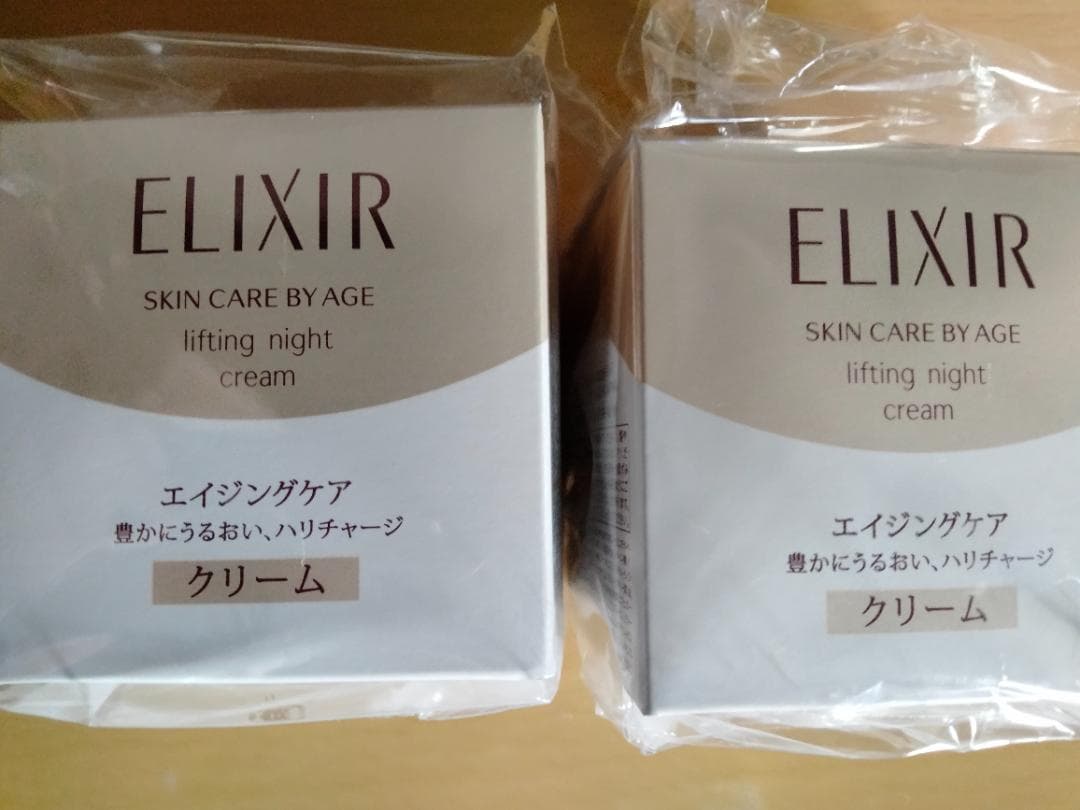 ELIXIR
SKIN CARE BY AGE
lifting night
cream
エイジングケア
豊かにうるおい、ハリチャージ
クリーム
ELIXIR
SKIN CARE BY AGE
lifting night
cream
エイジングケア
豊かにうるおい、ハリチャージ
クリーム